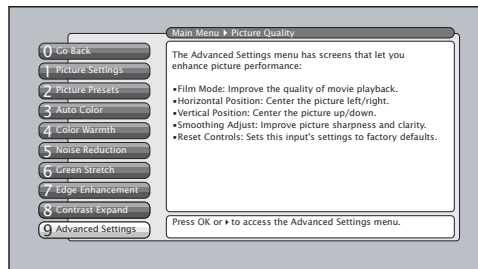 Main Menu ▸ Picture Quality
0 Go Back
1 Picture Settings
2 Picture Presets
3 Auto Color
4 Color Warmth
5 Noise Reduction
6 Green Stretch
7 Edge Enhancement
8 Contrast Expand
9 Advanced Settings
The Advanced Settings menu has screens that let you
enhance picture performance:
▪Film Mode: Improve the quality of movie playback.
▪Horizontal Position: Center the picture left/right.
▪Vertical Position: Center the picture up/down.
▪Smoothing Adjust: Improve picture sharpness and clarity.
▪Reset Controls: Sets this input's settings to factory defaults.
Press OK or ▸ to access the Advanced Settings menu.